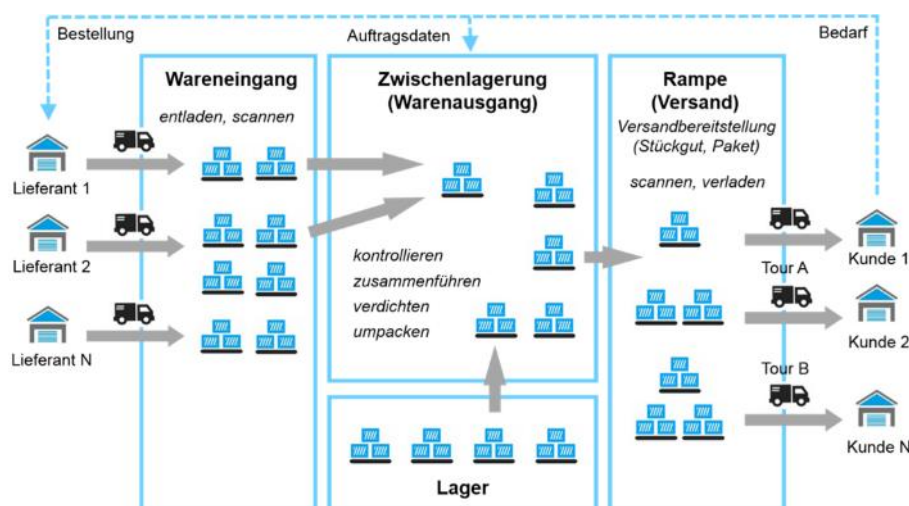 Bestellung
Auftragsdaten
Bedarf
Wareneingang
entladen, scannen
Zwischenlagerung
(Warenausgang)
Rampe
(Versand)
Versandbereitstellung
(Stückgut, Paket)
scannen, verladen
Lieferant 1
Lieferant 2
Lieferant N
kontrollieren
zusammenführen
verdichten
umpacken
Tour A
Tour B
Kunde 1
Kunde 2
Kunde N
Lager